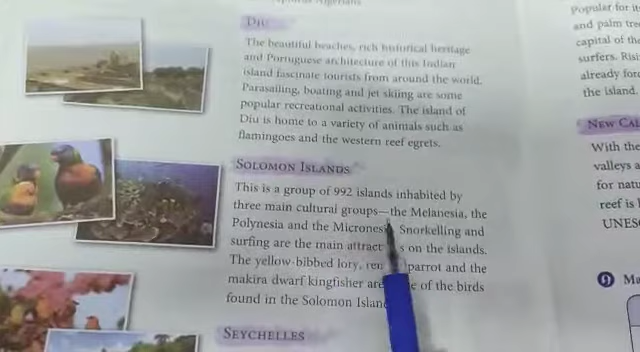 DIU
The beautiful beaches, rich historical heritage
and Portuguese architecture of this Indian
island fascinate tourists from around the world.
Parasailing, boating and jet skiing are some
popular recreational activities. The island of
Diu is home to a variety of animals such as
flamingoes and the western reef egrets.
SOLOMON ISLANDS
This is a group of 992 islands inhabited by
three main cultural groups—the Melanesia, the
Polynesia and the Micrones Snorkelling and
surfing are the main attract s on the islands.
The yellow-bibbed lory, parrot and the
makira dwarf kingfisher are of the birds
found in the Solomon Islan
SEYCHELLES
Popular for it
and palm tre
capital of the
surfers. Risi
already for
the island.
NEW CAL
With the
valleys a
for natu
reef is
UNES
Ma